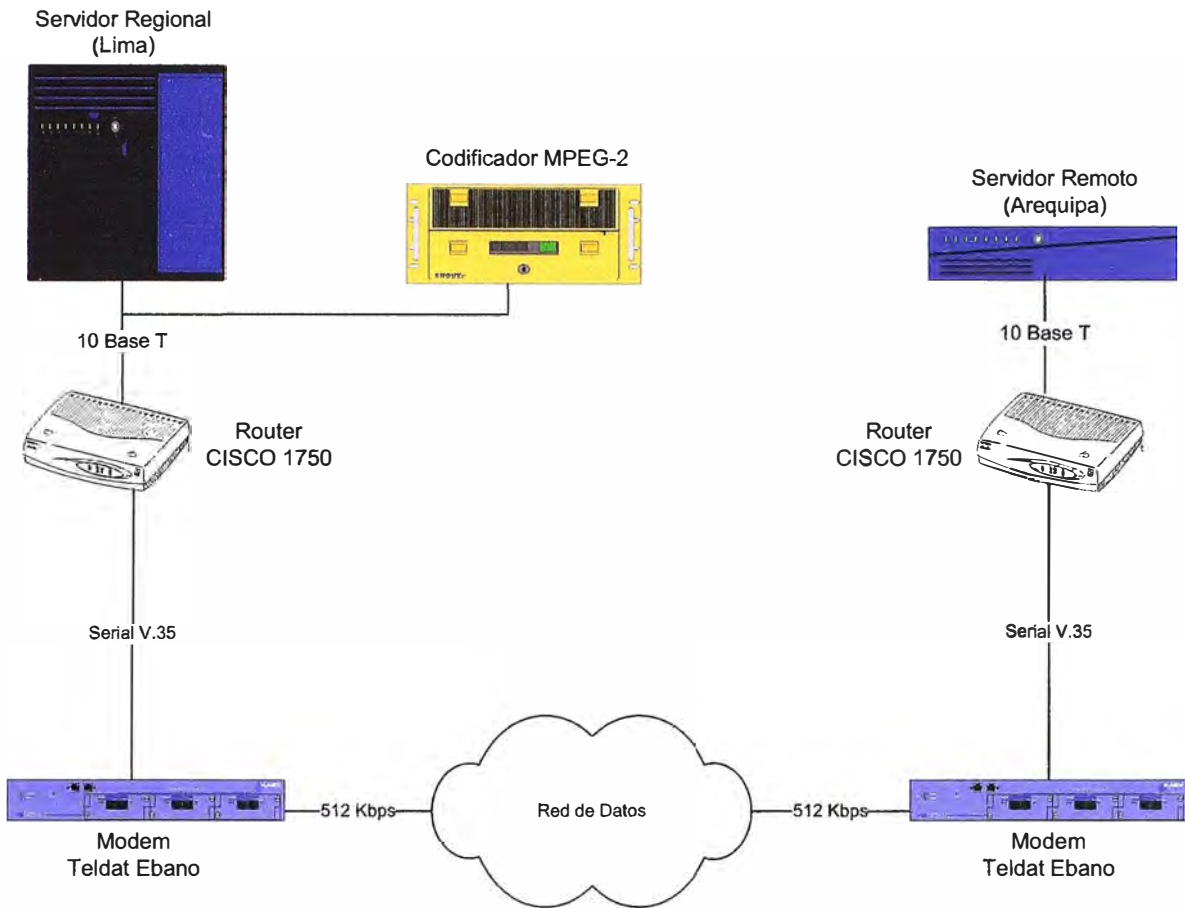 Servidor Regional
(Lima)
Codificador MPEG-2
Servidor Remoto
(Arequipa)
10 Base T
10 Base T
Router
CISCO 1750
Router
CISCO 1750
Serial V.35
Serial V.35
512 Kbps
Red de Datos
512 Kbps
Modem
Teldat Ebano
Modem
Teldat Ebano